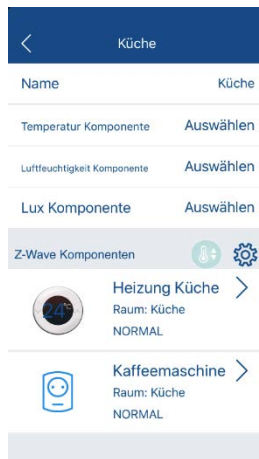 Küche
Name Küche
Temperatur Komponente Auswählen
Luftfeuchtigkeit Komponente Auswählen
Lux Komponente Auswählen
Z-Wave Komponenten
24°
Heizung Küche
Raum: Küche
NORMAL
Kaffeemaschine
Raum: Küche
NORMAL